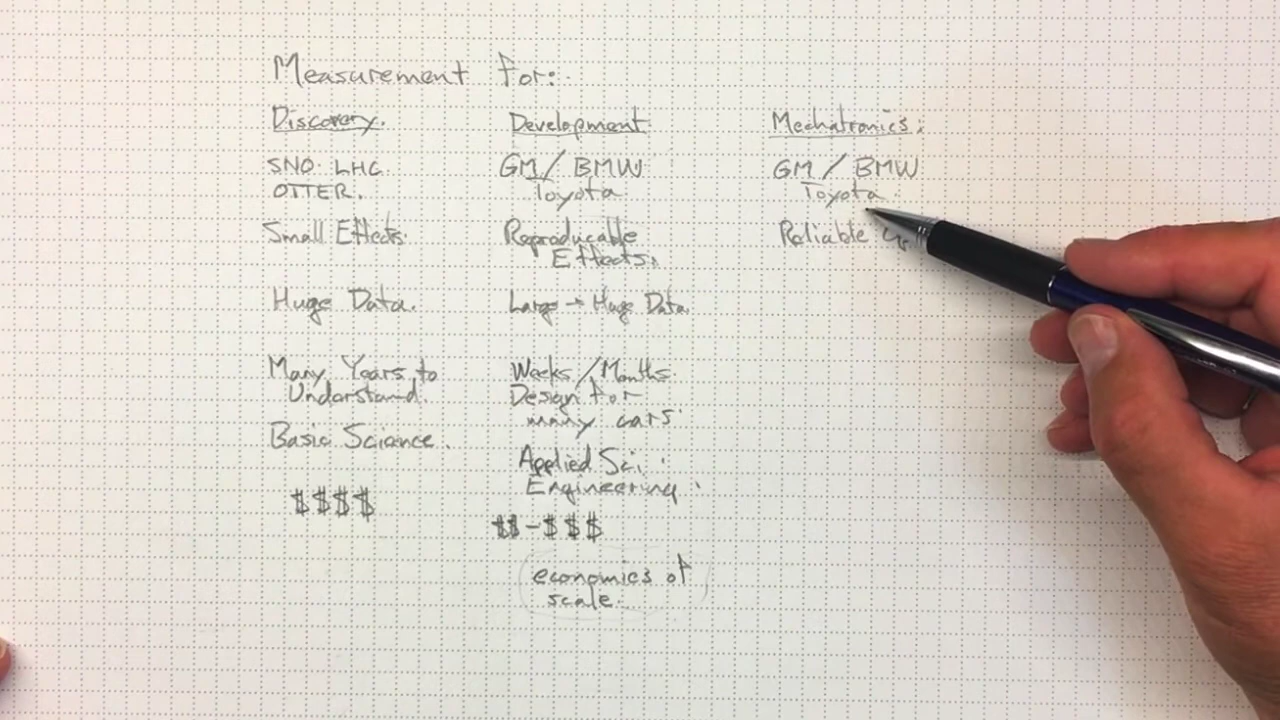 Measurement for:
Discovery.
SNO LHC
OTTER.
Small Effects
Huge Data.
Many Years to
Understand.
Basic Science.
$$$$
Development
GM / BMW
Toyota
Reproducable
Effects.
Large → Huge Data.
Weeks / Months
Design for
many cars
Applied Sci.
Engineering
$$-$$$
economics of
scale.
Mechatronics:
GM / BMW
Toyota
Reliable